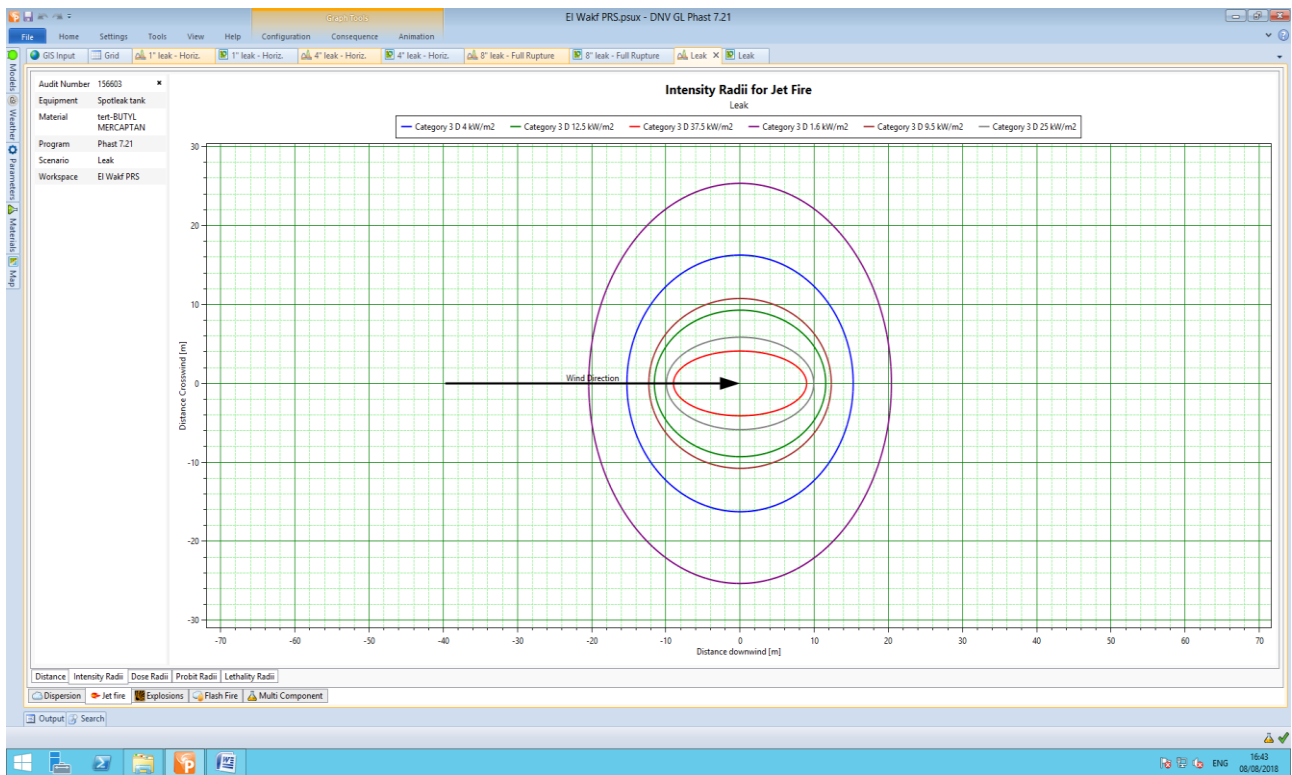 Graph Tools
El Wakf PRS.psux - DNV GL Phast 7.21
File Home Settings Tools View Help Configuration Consequence Animation
GIS Input Grid 1" leak - Horiz. 1" leak - Horiz. 4" leak - Horiz. 4" leak - Horiz. 8" leak - Full Rupture 8" leak - Full Rupture Leak Leak
Models
Weather
Parameters
Materials
Map
Audit Number 156603
Equipment Spotleak tank
Material tert-BUTYL
MERCAPTAN
Program Phast 7.21
Scenario Leak
Workspace El Wakf PRS
Intensity Radii for Jet Fire
Leak
Category 3 D 4 kW/m2 Category 3 D 12.5 kW/m2 Category 3 D 37.5 kW/m2 Category 3 D 1.6 kW/m2 Category 3 D 9.5 kW/m2 Category 3 D 25 kW/m2
Distance Crosswind [m]
30
20
10
0
-10
-20
-30
Wind Direction
-70 -60 -50 -40 -30 -20 -10 0 10 20 30 40 50 60 70
Distance downwind [m]
Distance Intensity Radii Dose Radii Probit Radii Lethality Radii
Dispersion Jet fire Explosions Flash Fire Multi Component
Output Search
ENG
16:43
08/08/2018